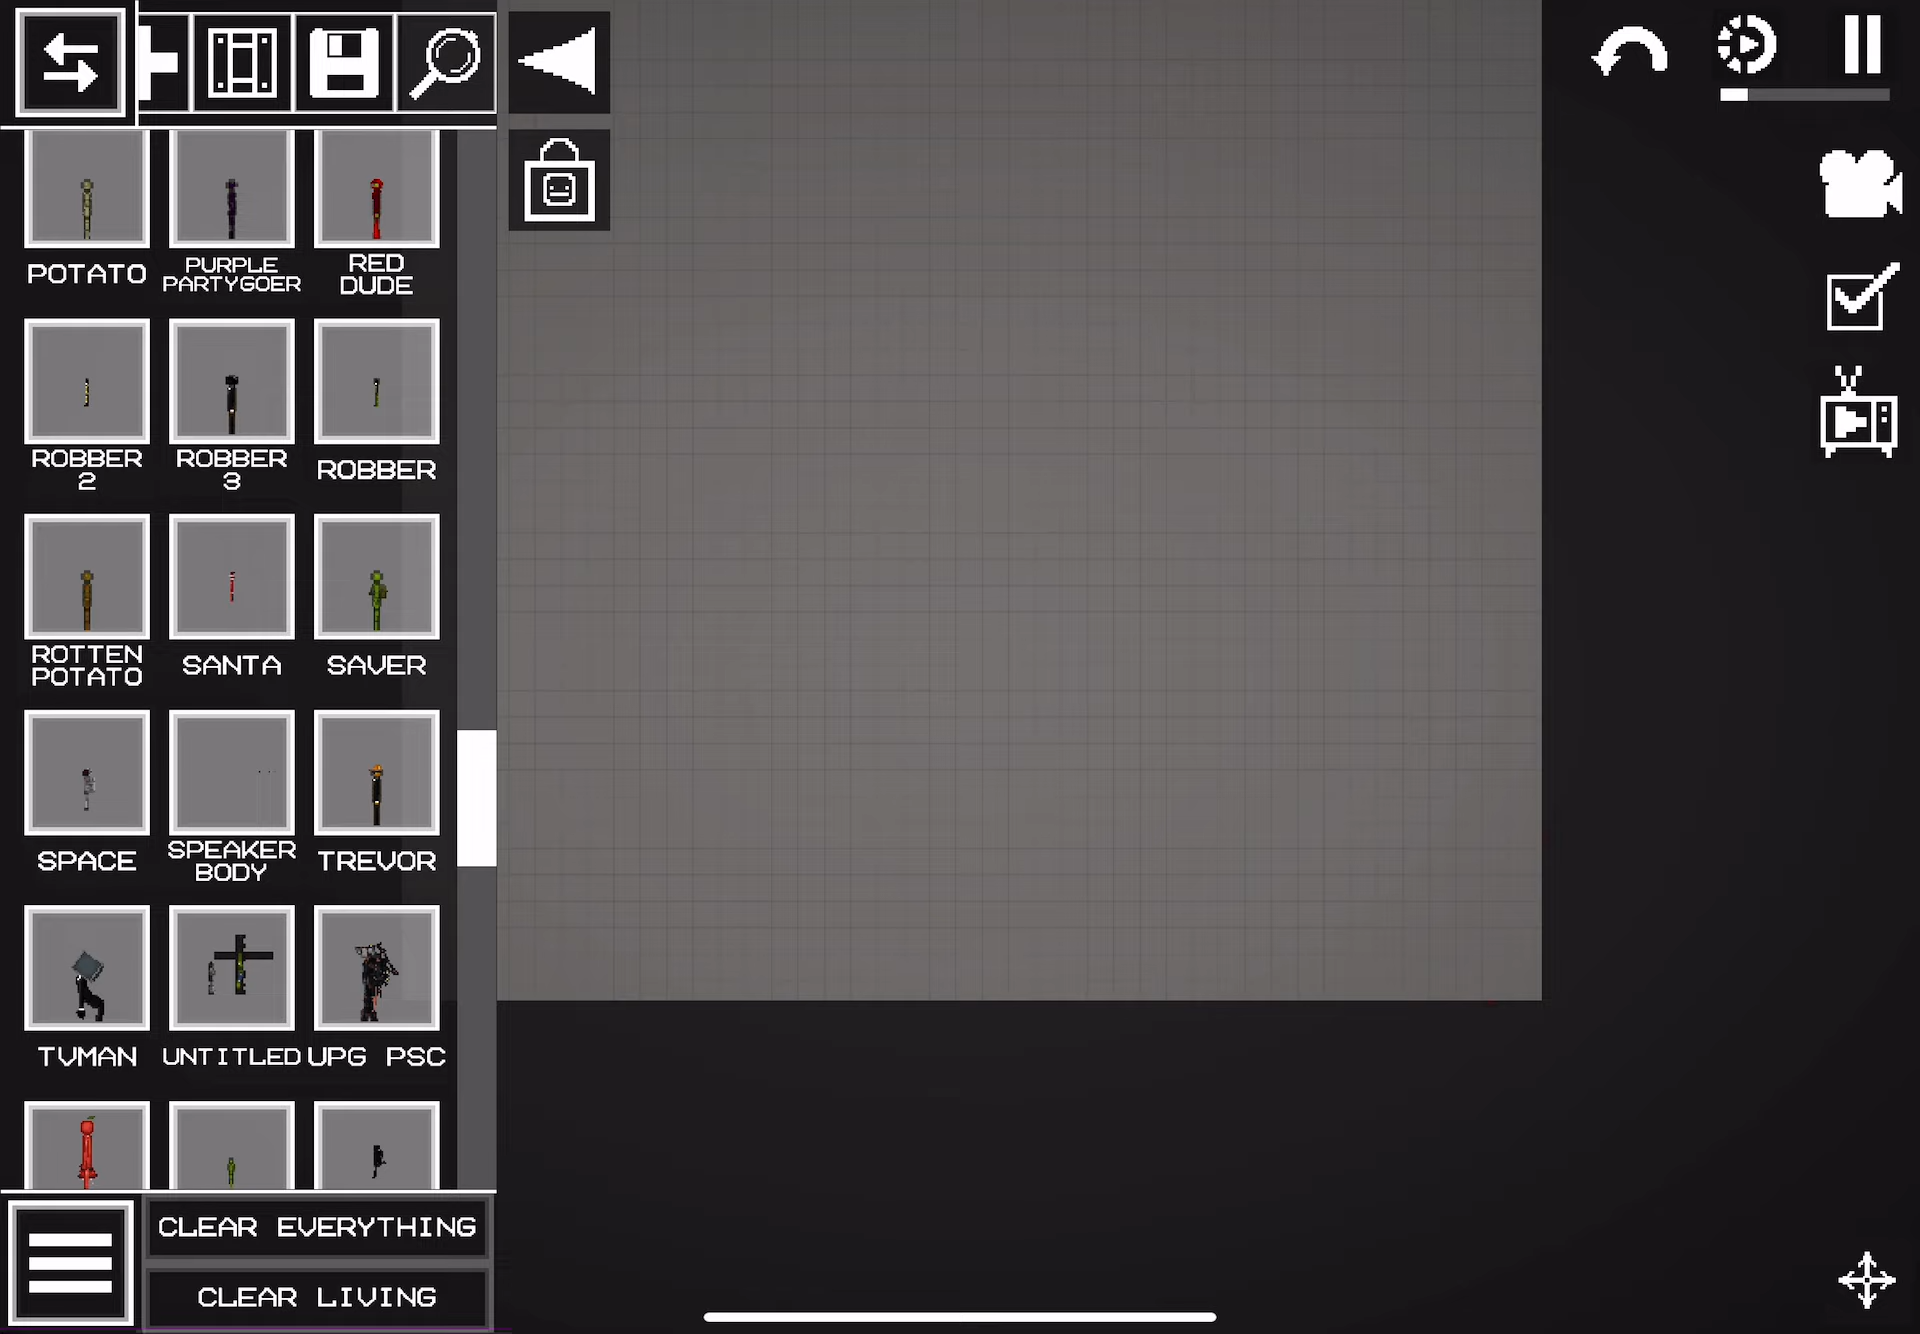 POTATO
PURPLE
PARTYGOER
RED
DUDE
ROBBER
2
ROBBER
3
ROBBER
ROTTEN
POTATO
SANTA
SAVER
SPACE
SPEAKER
BODY
TREVOR
TVMAN
UNTITLED
UPG PSC
CLEAR EVERYTHING
CLEAR LIVING